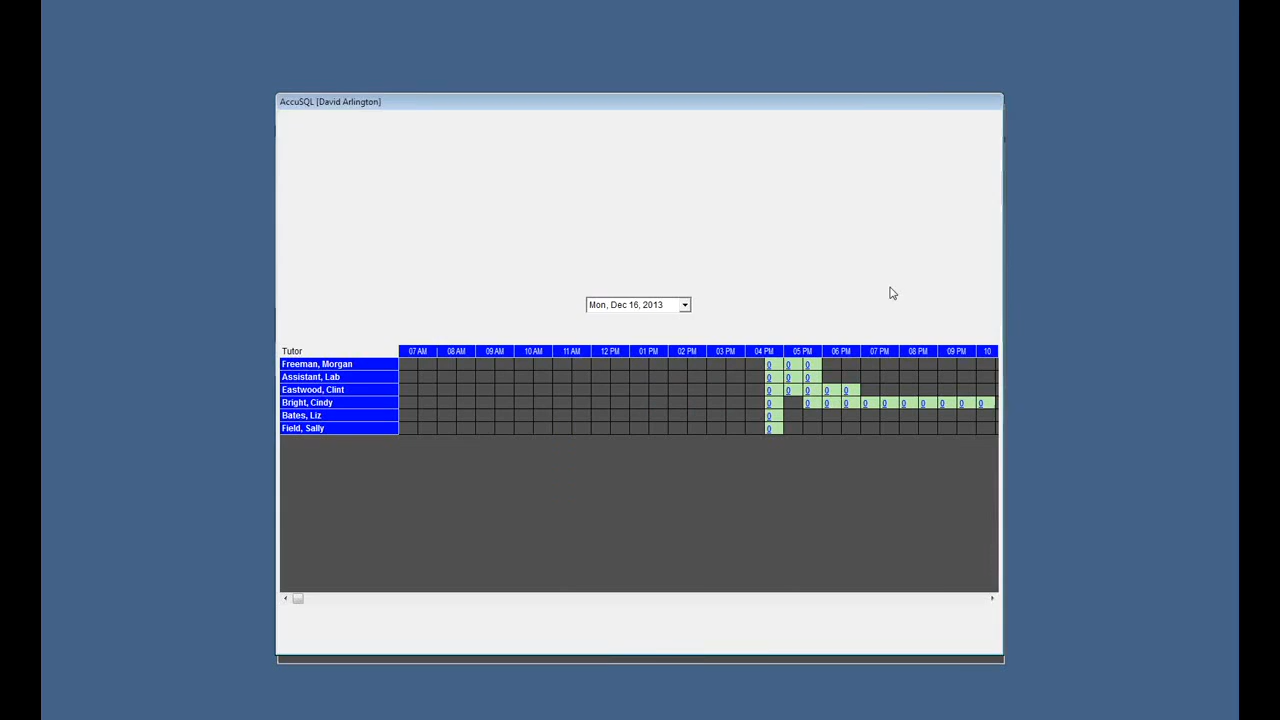 AccuSQL [David Arlington]
Mon, Dec 16, 2013
Tutor 07 AM 08 AM 09 AM 10 AM 11 AM 12 PM 01 PM 02 PM 03 PM 04 PM 05 PM 06 PM 07 PM 08 PM 09 PM 10
Freeman, Morgan 0 0 0
Assistant, Lab 0 0 0
Eastwood, Clint 0 0 0 0 0
Bright, Cindy 0 0 0 0 0 0 0 0 0 0 0
Bates, Liz 0
Field, Sally 0